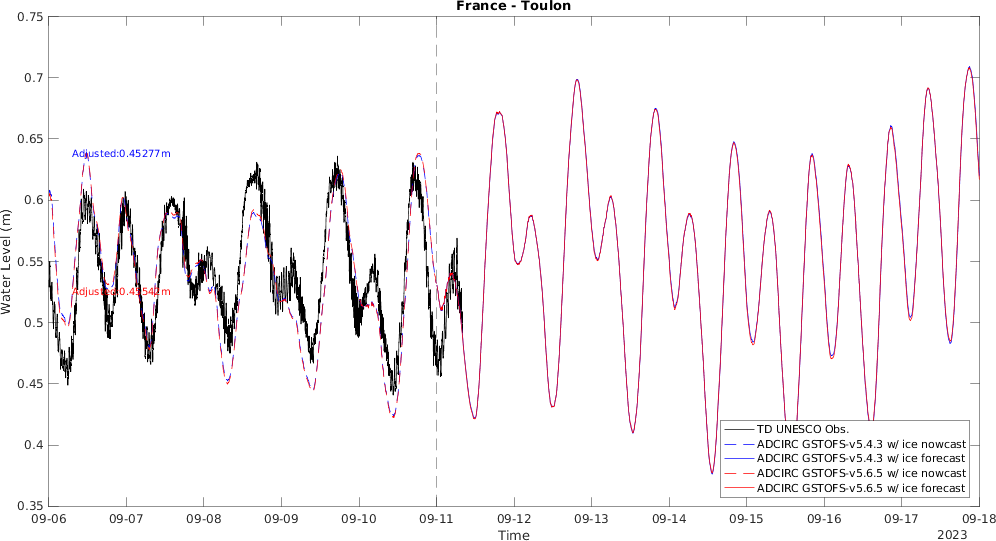 France - Toulon
Water Level (m)
0.75
0.7
0.65
0.6
0.55
0.5
0.45
0.4
0.35
Adjusted:0.45277m
Adjusted:0.45542m
TD UNESCO Obs.
ADCIRC GSTOFS-v5.4.3 w/ ice nowcast
ADCIRC GSTOFS-v5.4.3 w/ ice forecast
ADCIRC GSTOFS-v5.6.5 w/ ice nowcast
ADCIRC GSTOFS-v5.6.5 w/ ice forecast
09-06 09-07 09-08 09-09 09-10 09-11 09-12 09-13 09-14 09-15 09-16 09-17 09-18
Time
2023